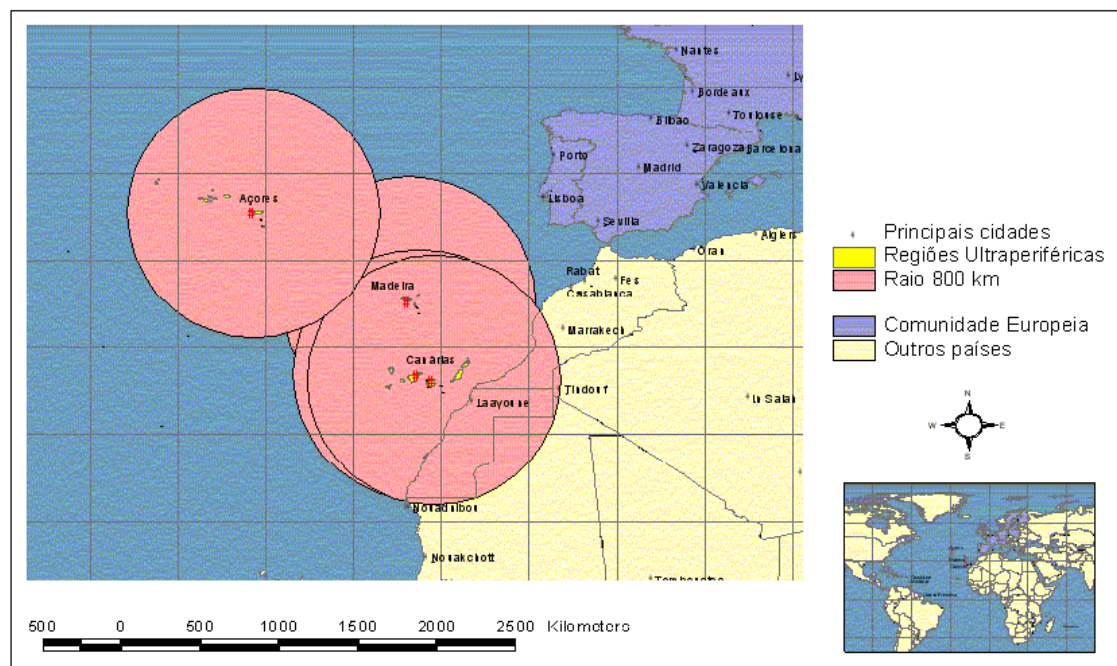 Nantes
Ly
Bordeaux
Toulouse
Bilbao
Zaragoza
Barcelona
Porto
Madrid
Valencia
Lisboa
Sevilla
Açores
Algiers
Oran
Rabat
Fes
Casablanca
Madeira
Marrakech
Canárias
Tindouf
Laayoune
In Salah
Nouadhibou
Nouakchott
Principais cidades
Regiões Ultraperiféricas
Raio 800 km
Comunidade Europeia
Outros países
N
W
E
S
500 0 500 1000 1500 2000 2500 Kilometers